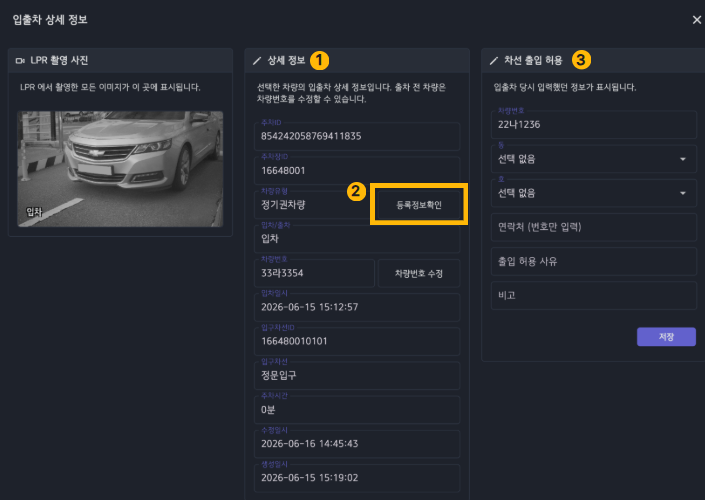 입출차 상세 정보
LPR 촬영 사진
LPR 에서 촬영한 모든 이미지가 이 곳에 표시됩니다.
입차
상세 정보 1
선택한 차량의 입출차 상세 정보입니다. 출차 전 차량은
차량번호를 수정할 수 있습니다.
주차ID
854242058769411835
주차장ID
16648001
2
차량유형
정기권차량
등록정보확인
입차/출차
입차
차량번호
33라3354
차량번호 수정
입차일시
2026-06-15 15:12:57
입구차선ID
166480010101
입구차선
정문입구
주차시간
0분
수정일시
2026-06-16 14:45:43
생성일시
2026-06-15 15:19:02
차선 출입 허용 3
입출차 당시 입력했던 정보가 표시됩니다.
차량번호
22나1236
동
선택 없음
호
선택 없음
연락처 (번호만 입력)
출입 허용 사유
비고
저장